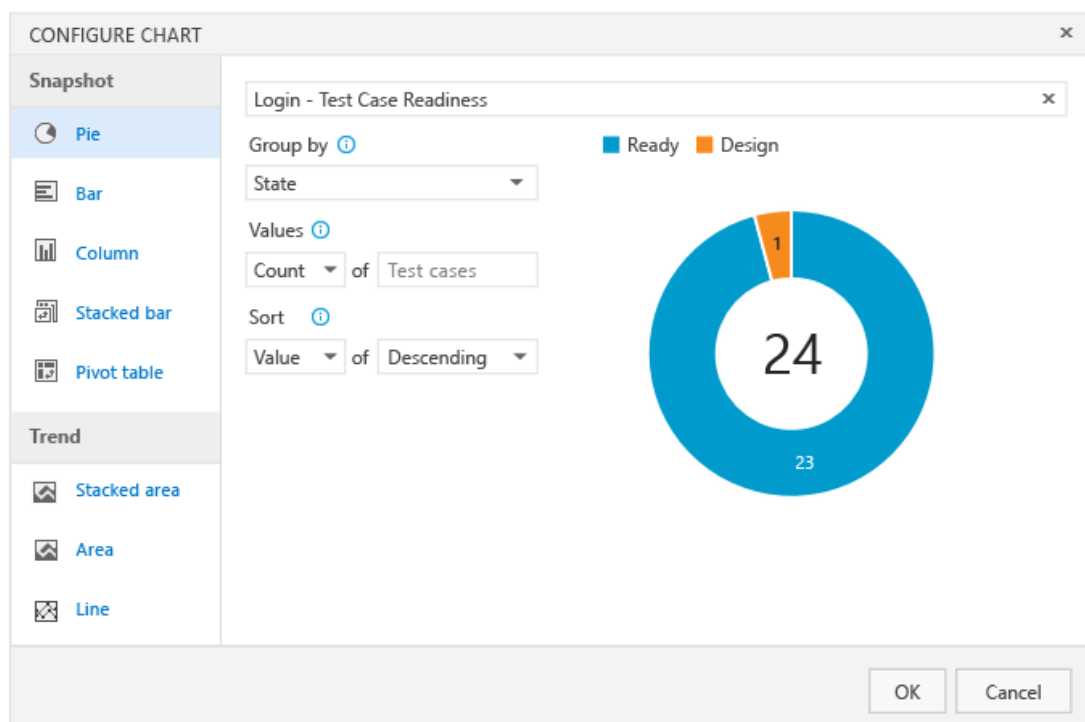 CONFIGURE CHART
Snapshot
Pie
Bar
Column
Stacked bar
Pivot table
Trend
Stacked area
Area
Line
Login - Test Case Readiness
Group by
State
Values
Count of Test cases
Sort
Value of Descending
Ready Design
1
24
23
OK Cancel